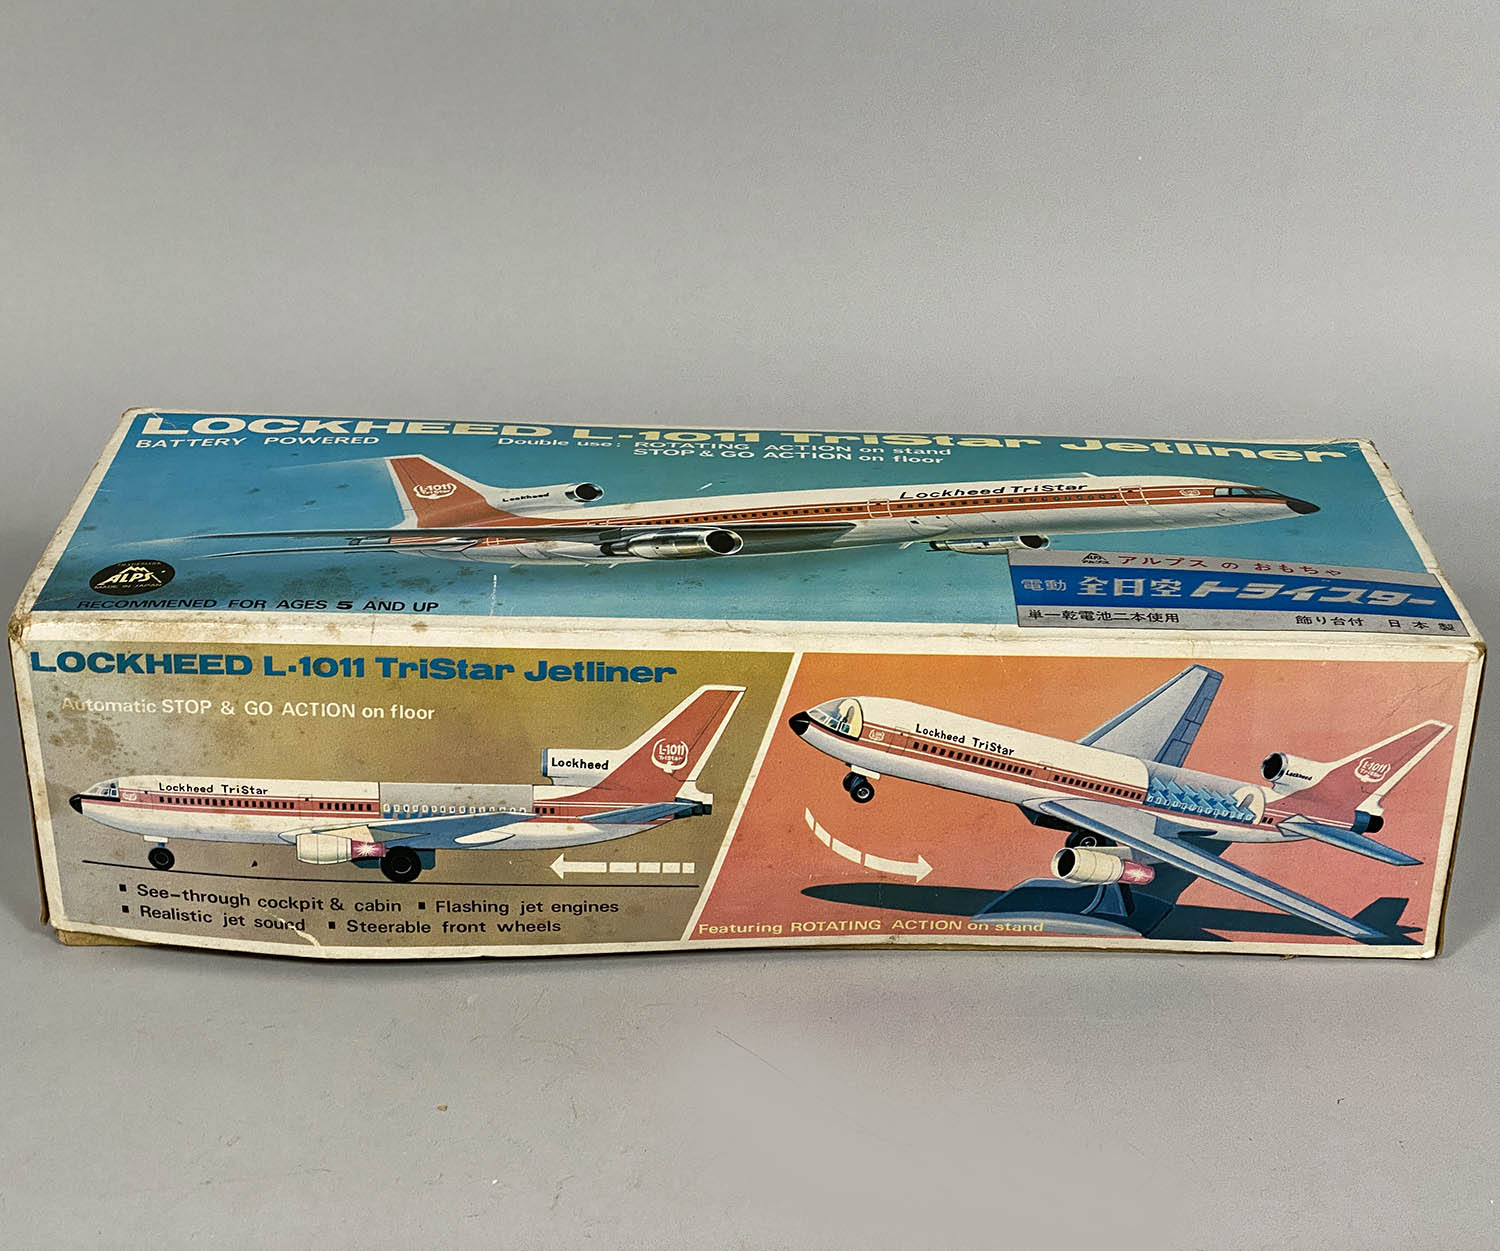 LOCKHEED L-1011 TriStar Jetliner
BATTERY POWERED
Double use: ROTATING ACTION on stand
STOP & GO ACTION on floor
L-1011
TriStar
Lockheed
Lockheed TriStar
TRADEMARK
ALPS
MADE IN JAPAN
RECOMMENED FOR AGES 5 AND UP
アルプス の おもちゃ
電動 全日空トライスター
単一乾電池二本使用 飾り台付 日本製
LOCKHEED L-1011 TriStar Jetliner
Automatic STOP & GO ACTION on floor
L-1011
TriStar
Lockheed
Lockheed TriStar
▪ See-through cockpit & cabin ▪ Flashing jet engines
▪ Realistic jet sound ▪ Steerable front wheels
Lockheed TriStar
L-1011
TriStar
Lockheed
Featuring ROTATING ACTION on stand